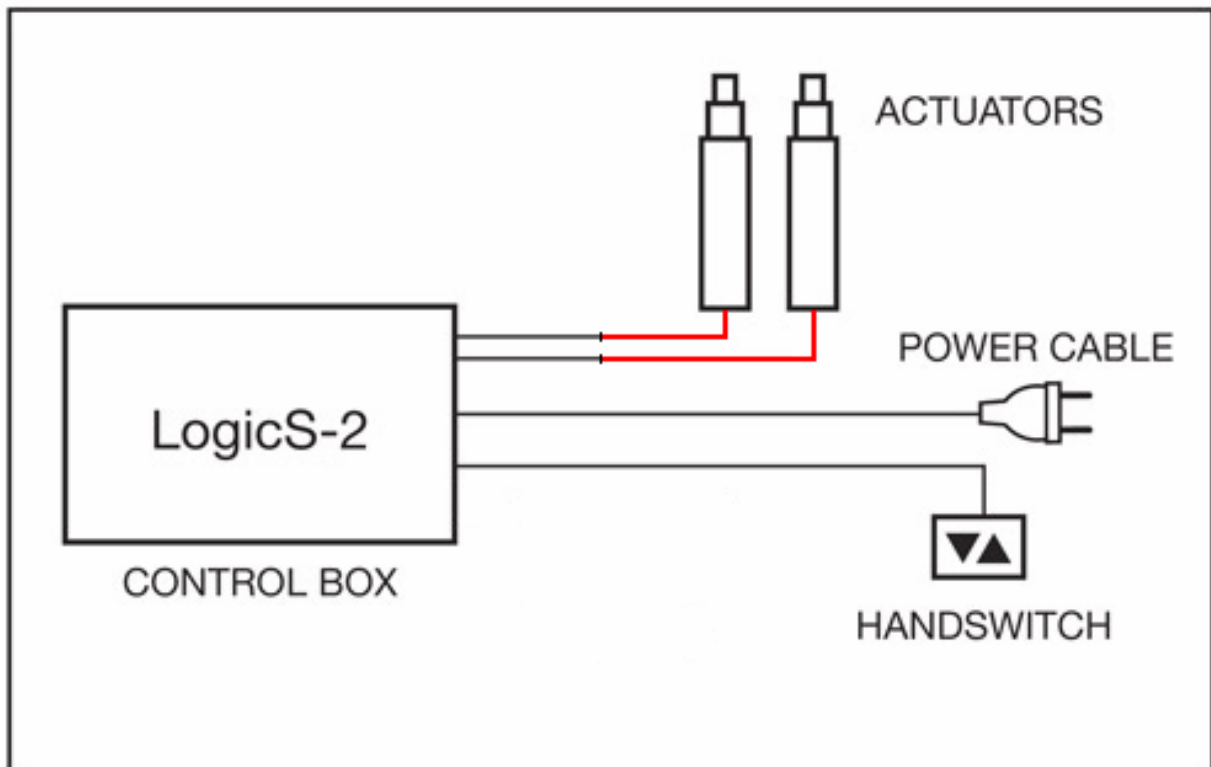 ACTUATORS
POWER CABLE
LogicS-2
CONTROL BOX
HANDSWITCH